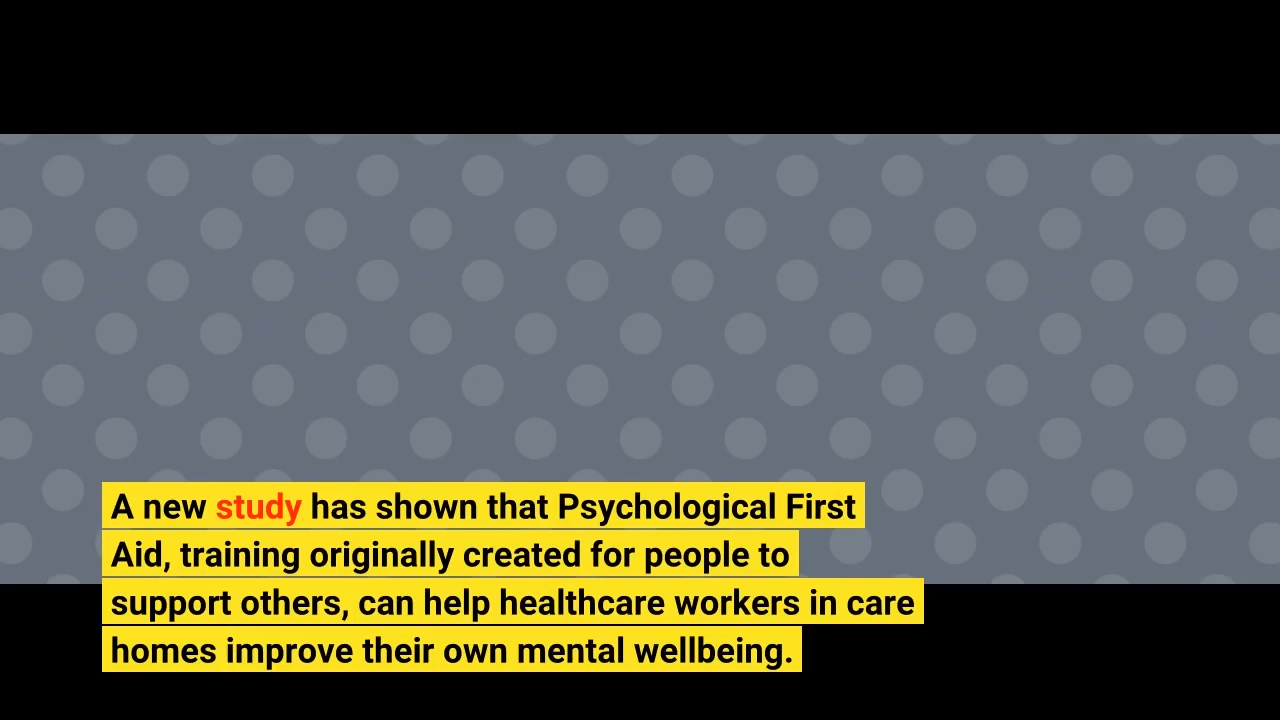 A new study has shown that Psychological First
Aid, training originally created for people to
support others, can help healthcare workers in care
homes improve their own mental wellbeing.